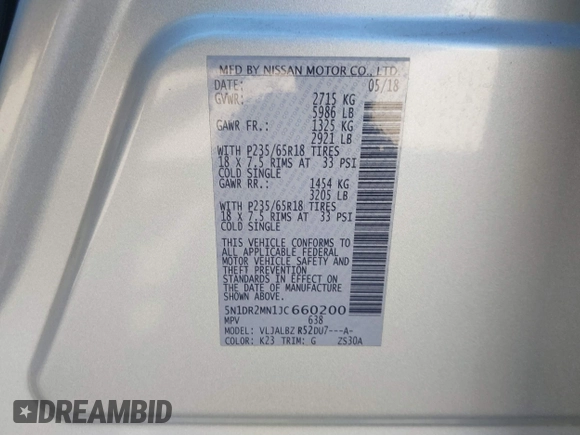 MFD BY NISSAN MOTOR CO., LTD.
DATE: 05/18
GVWR: 2715 KG
5986 LB
GAWR FR.: 1325 KG
2921 LB
WITH P235/65R18 TIRES
18 X 7.5 RIMS AT 33 PSI
COLD SINGLE
GAWR RR.: 1454 KG
3205 LB
WITH P235/65R18 TIRES
18 X 7.5 RIMS AT 33 PSI
COLD SINGLE
THIS VEHICLE CONFORMS TO
ALL APPLICABLE FEDERAL
MOTOR VEHICLE SAFETY AND
THEFT PREVENTION
STANDARDS IN EFFECT ON
THE DATE OF MANUFACTURE
SHOWN ABOVE.
5N1DR2MN1JC660200
MPV 638
MODEL: VLJALBZ R52DU7---A-
COLOR: K23 TRIM: G ZS30A
DREAMBID